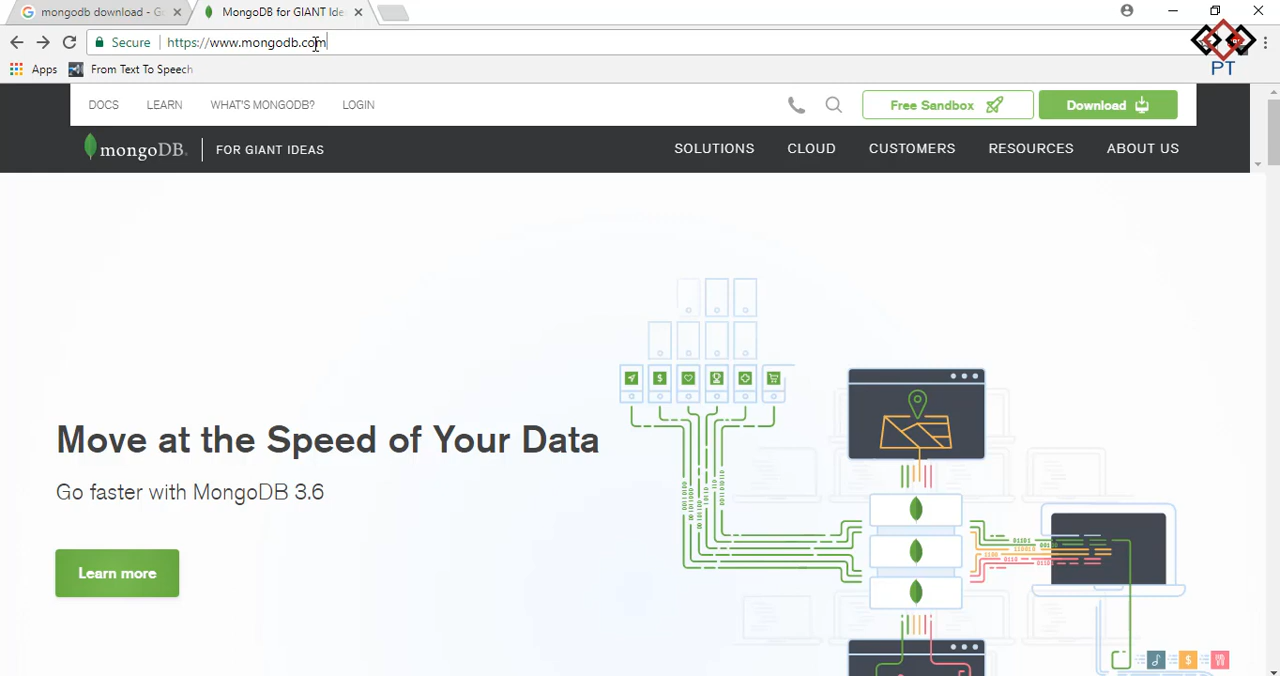 mongodb download - Go
MongoDB for GIANT Ide
Secure
https://www.mongodb.com
PT
Apps
From Text To Speech
DOCS
LEARN
WHAT'S MONGODB?
LOGIN
Free Sandbox
Download
mongoDB.
FOR GIANT IDEAS
SOLUTIONS
CLOUD
CUSTOMERS
RESOURCES
ABOUT US
Move at the Speed of Your Data
Go faster with MongoDB 3.6
Learn more